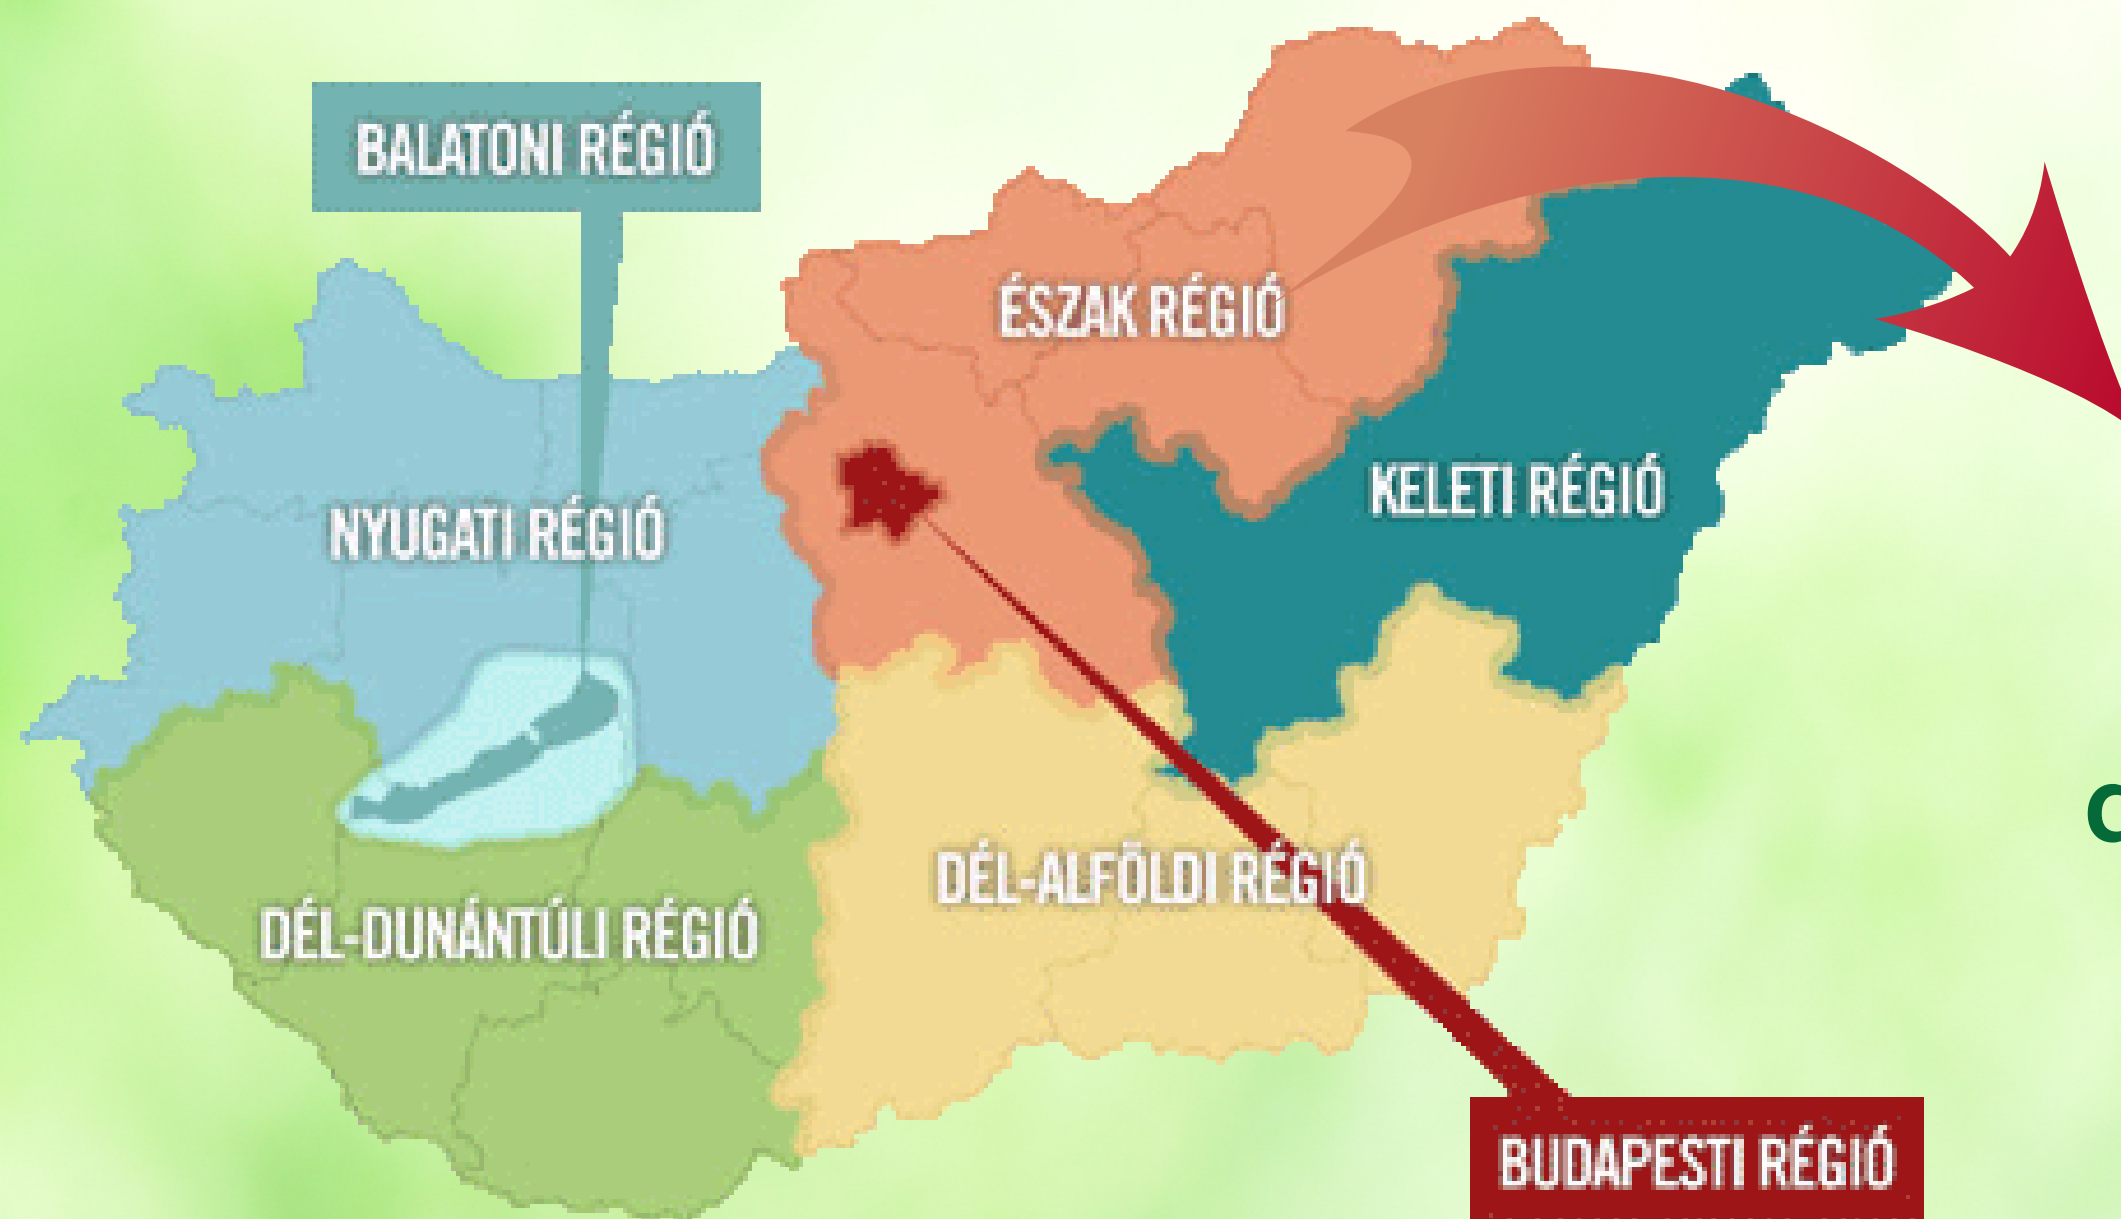 BALATONI RÉGIÓ
ÉSZAK RÉGIÓ
KELETI RÉGIÓ
NYUGATI RÉGIÓ
DÉL-ALFÖLDI RÉGIÓ
DÉL-DUNÁNTÚLI RÉGIÓ
BUDAPESTI RÉGIÓ